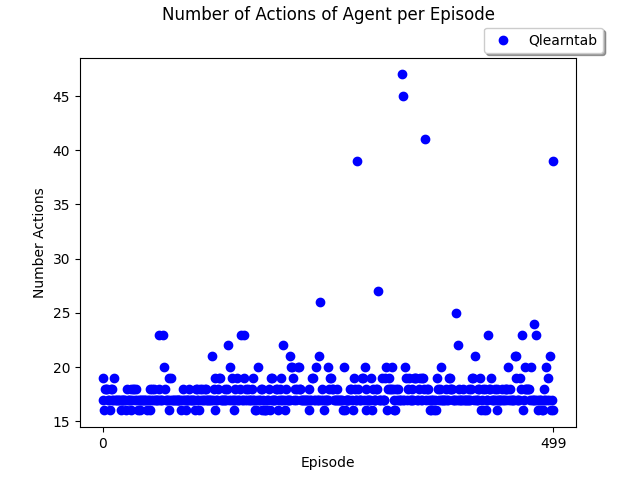 Number of Actions of Agent per Episode
Qlearntab
45
40
35
30
25
20
15
Number Actions
0
499
Episode